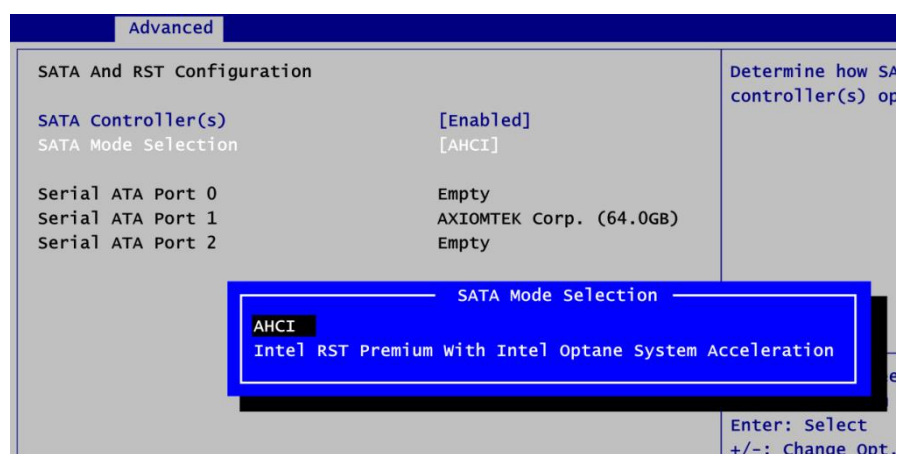 Advanced
SATA And RST Configuration
Determine how SA
controller(s) op
SATA Controller(s) [Enabled]
SATA Mode Selection [AHCI]
Serial ATA Port 0 Empty
Serial ATA Port 1 AXIOMTEK Corp. (64.0GB)
Serial ATA Port 2 Empty
SATA Mode Selection
AHCI
Intel RST Premium With Intel Optane System Acceleration
Enter: Select
+/-: Change Opt.